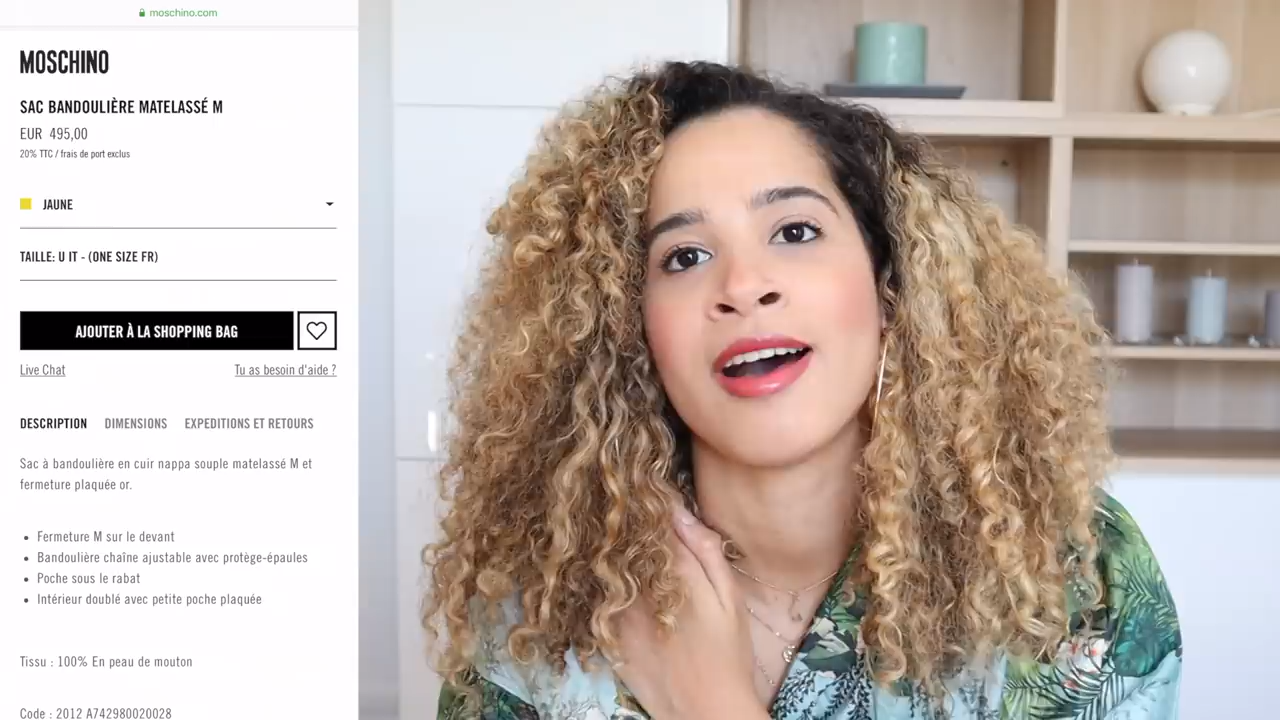 moschino.com
MOSCHINO
SAC BANDOULIÈRE MATELASSÉ M
EUR 495,00
20% TTC / frais de port exclus
JAUNE
TAILLE: U IT - (ONE SIZE FR)
AJOUTER À LA SHOPPING BAG
Live Chat
Tu as besoin d'aide ?
DESCRIPTION DIMENSIONS EXPEDITIONS ET RETOURS
Sac à bandoulière en cuir nappa souple matelassé M et
fermeture plaquée or.
• Fermeture M sur le devant
• Bandoulière chaîne ajustable avec protège-épaules
• Poche sous le rabat
• Intérieur doublé avec petite poche plaquée
Tissu : 100% En peau de mouton
Code : 2012 A742980020028